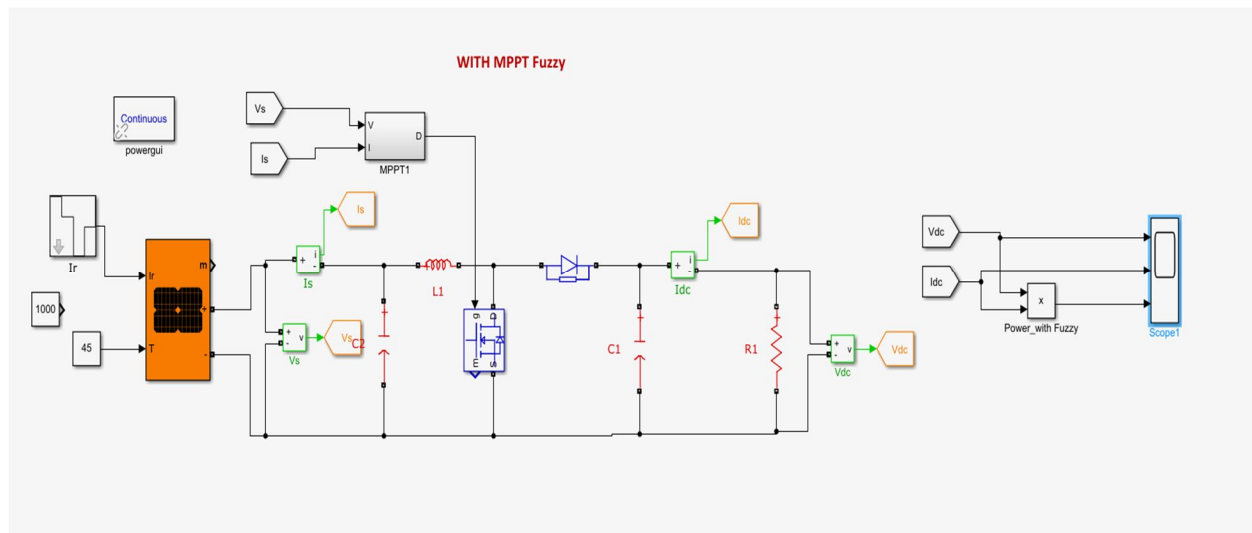 WITH MPPT Fuzzy
Continuous
powergui
Vs
Is
V
I
D
MPPT1
Is
Ir
Ir
m
+
-
T
1000
45
+
i
-
Is
+
-
v
Vs
Vs
C2
L1
g
D
S
m
Idc
+
i
-
Idc
C1
R1
+
-
v
Vdc
Vdc
Vdc
Idc
x
Power_with Fuzzy
Scope1